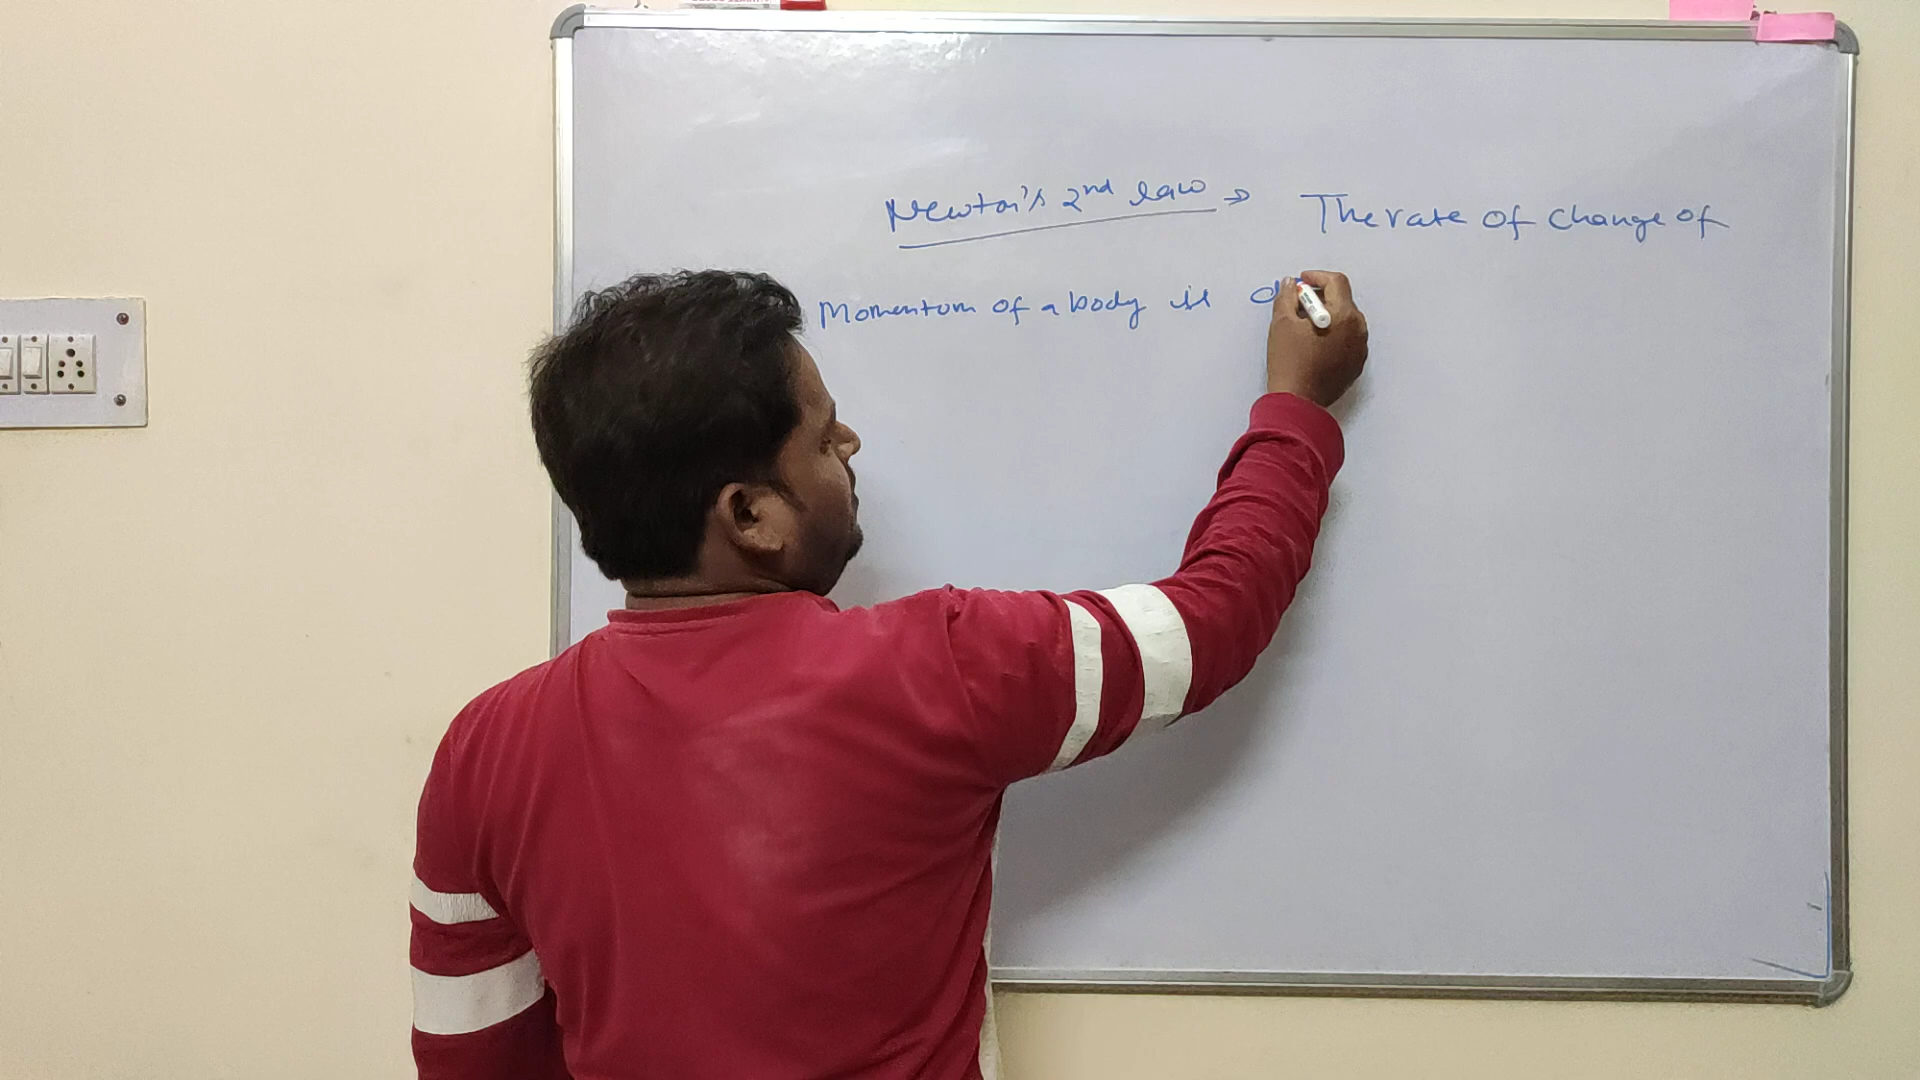 Newton's 2nd law → The rate of change of
Momentum of a body is d